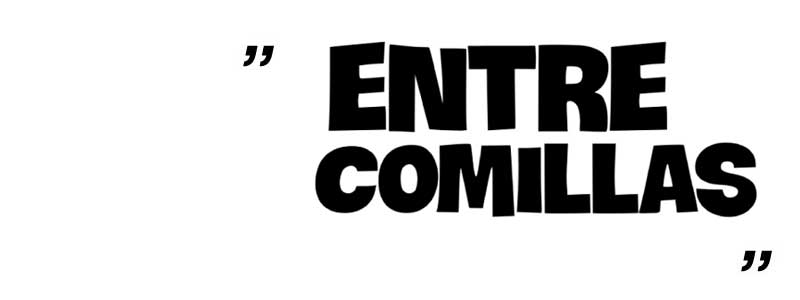 ” ENTRE
COMILLAS
”